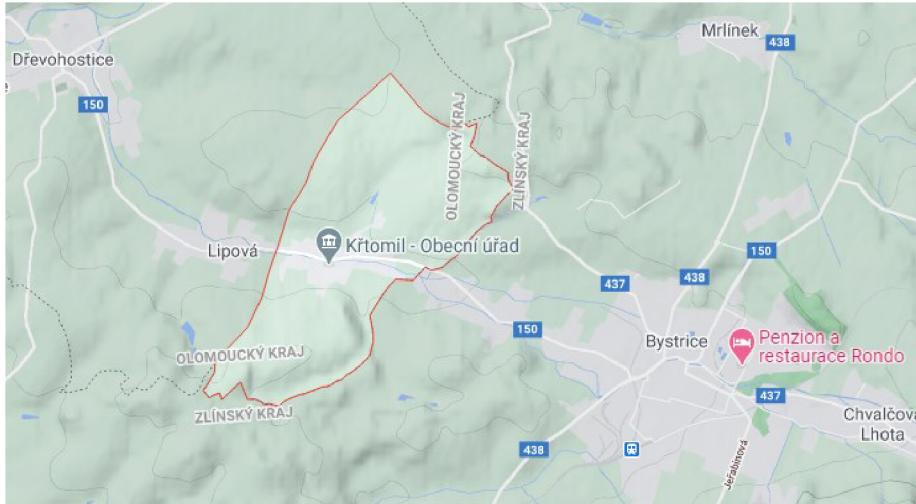 Mrlínek
438
Dřevohostice
150
OLOMOUCKÝ KRAJ
ZLÍNSKÝ KRAJ
Lipová
Křtomil - Obecní úřad
150
437
438
150
Bystrice
Penzion a
restaurace Rondo
OLOMOUCKÝ KRAJ
ZLÍNSKÝ KRAJ
437
Chvalčova
Lhota
438
Jeřabinová